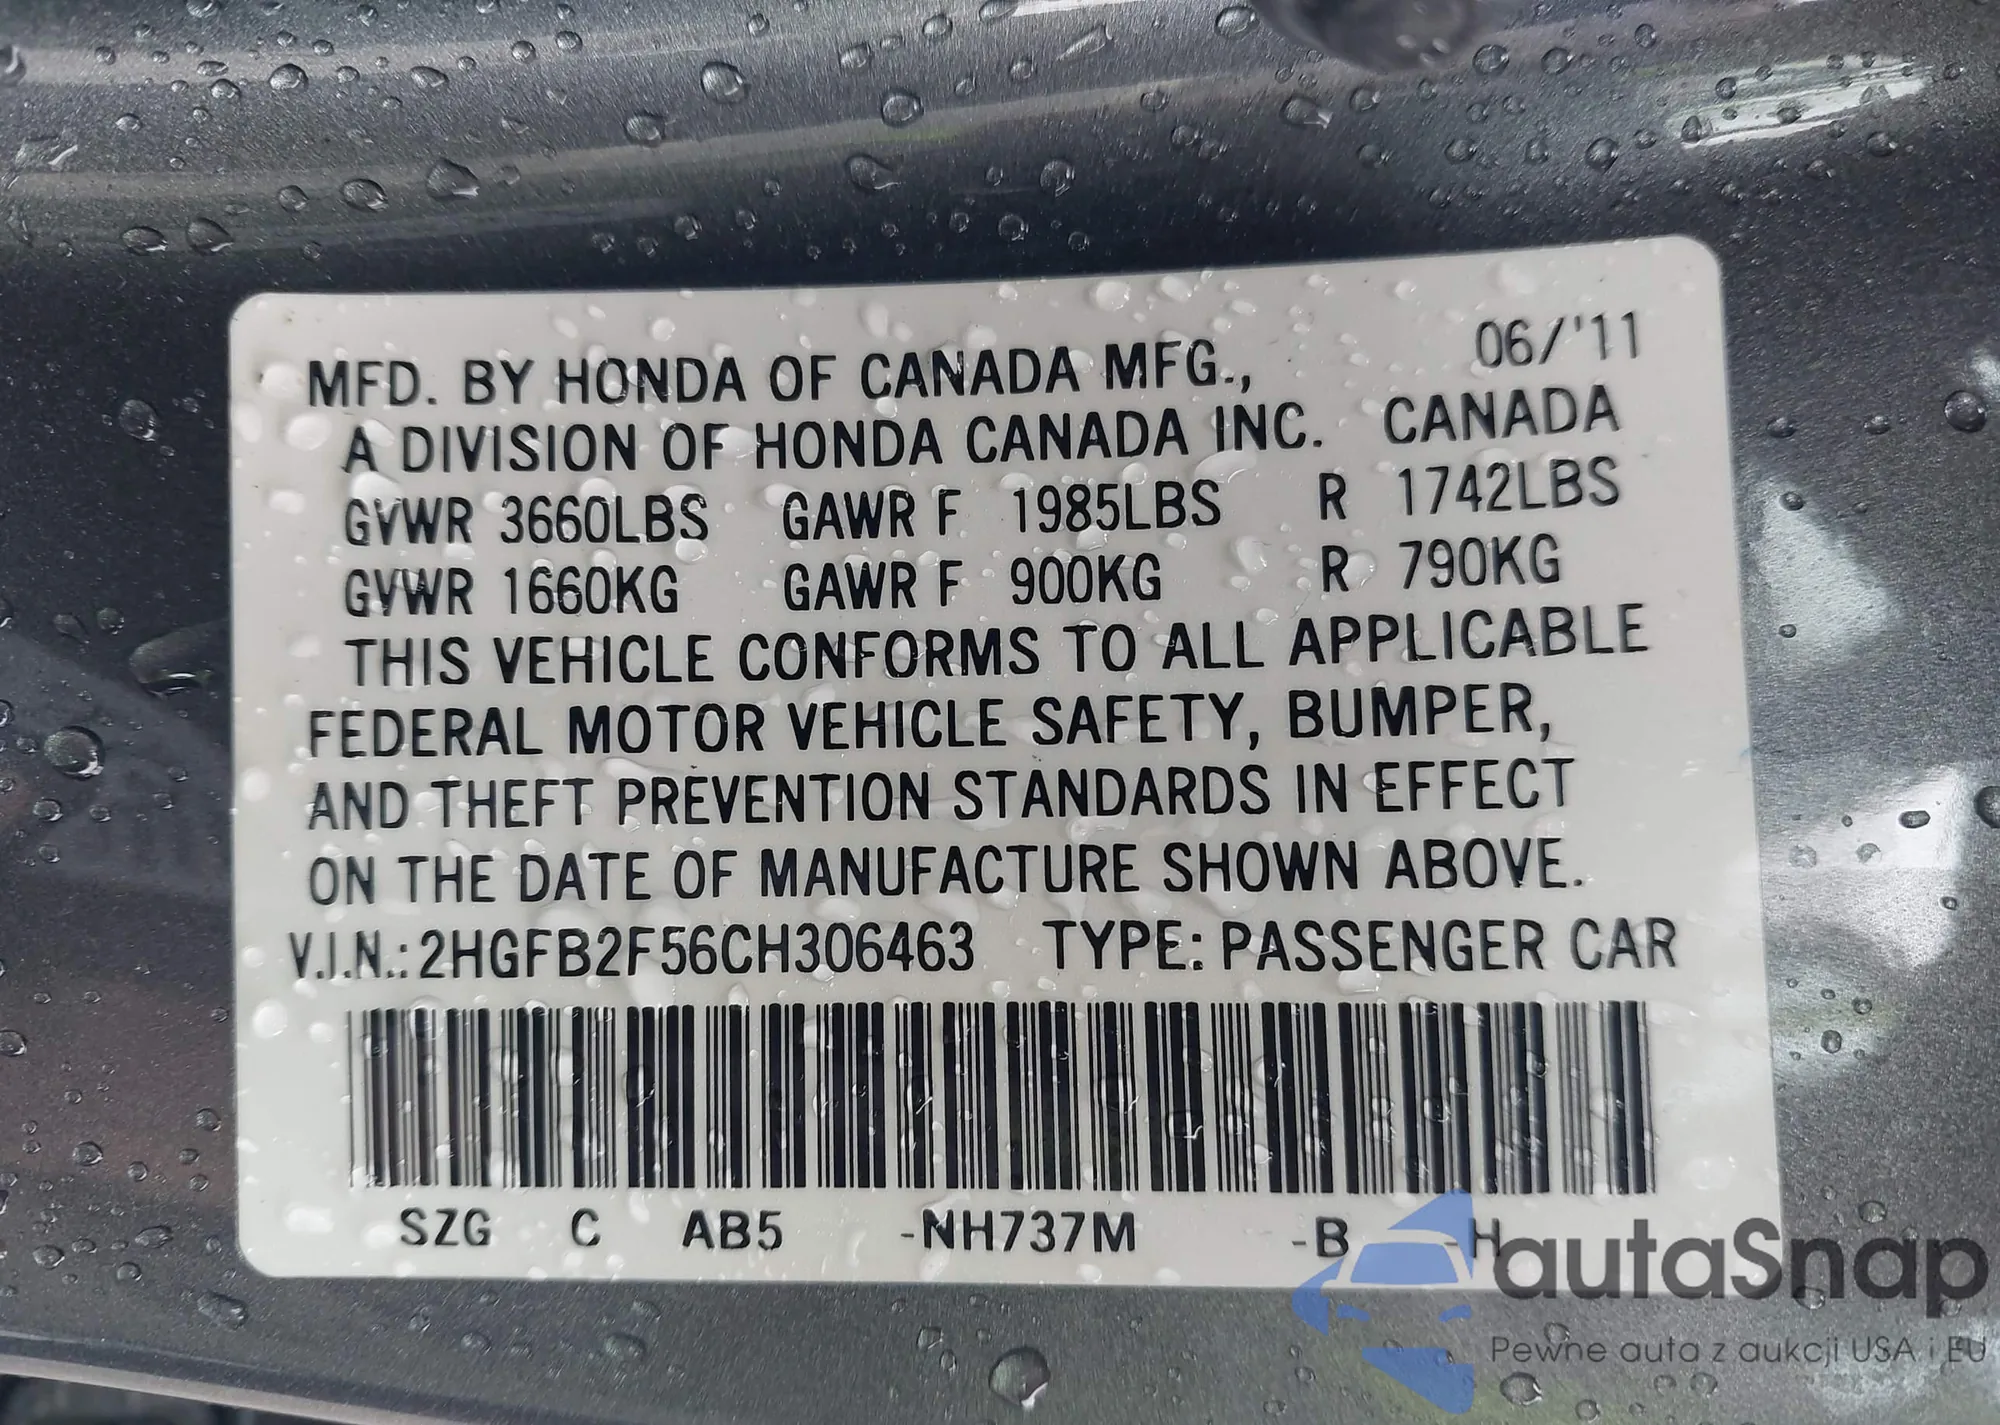 06/'11
MFD. BY HONDA OF CANADA MFG.,
A DIVISION OF HONDA CANADA INC. CANADA
GVWR 3660LBS GAWR F 1985LBS R 1742LBS
GVWR 1660KG GAWR F 900KG R 790KG
THIS VEHICLE CONFORMS TO ALL APPLICABLE
FEDERAL MOTOR VEHICLE SAFETY, BUMPER,
AND THEFT PREVENTION STANDARDS IN EFFECT
ON THE DATE OF MANUFACTURE SHOWN ABOVE.
V.I.N.: 2HGFB2F56CH306463 TYPE: PASSENGER CAR
SZG C AB5 -NH737M -B -H
autaSnap
Pewne auta z aukcji USA i EU